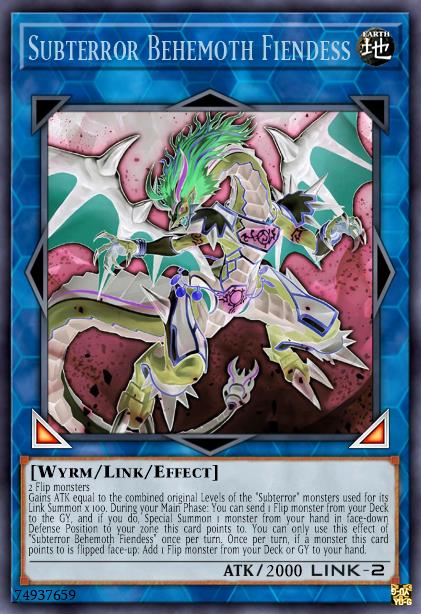 Subterror Behemoth Fiendess
EARTH
地
[Wyrm/Link/Effect]
2 Flip monsters
Gains ATK equal to the combined original Levels of the "Subterror" monsters used for its
Link Summon x 100. During your Main Phase: You can send 1 Flip monster from your Deck
to the GY, and if you do, Special Summon 1 monster from your hand in face-down
Defense Position to your zone this card points to. You can only use this effect of
"Subterror Behemoth Fiendess" once per turn. Once per turn, if a monster this card
points to is flipped face-up: Add 1 Flip monster from your Deck or GY to your hand.
ATK/2000 LINK-2
74937659